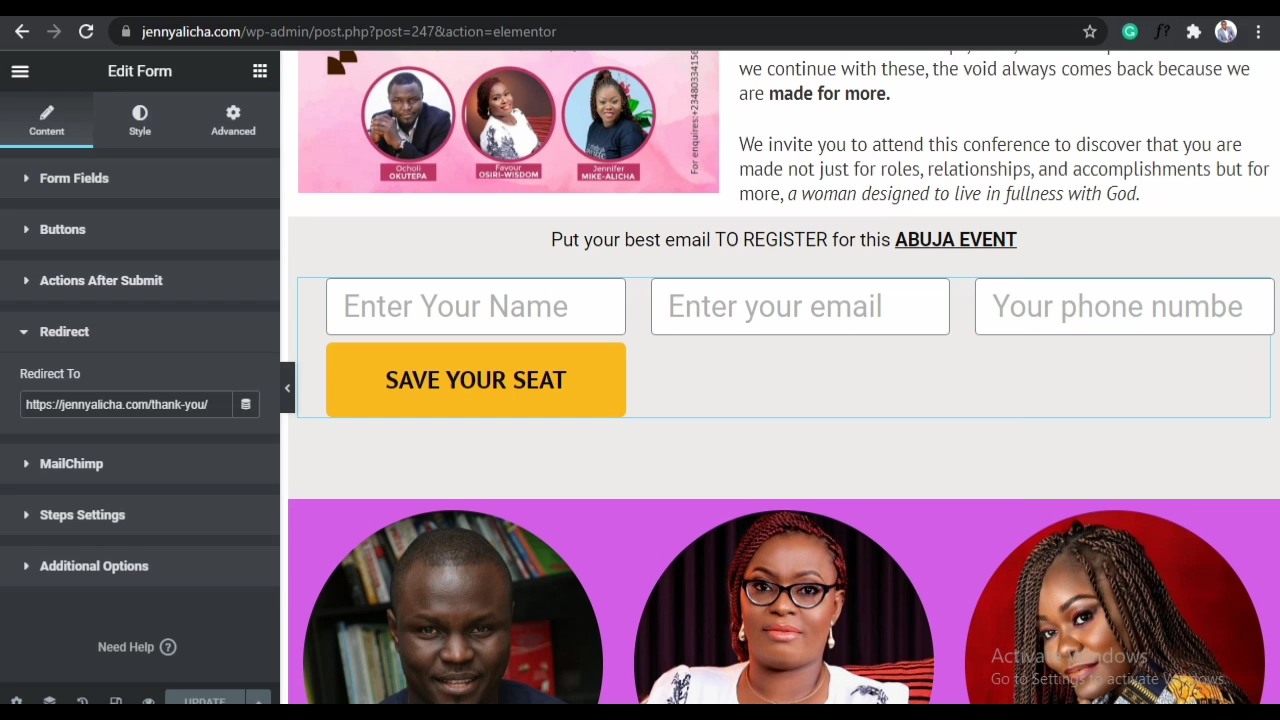 jennyalicha.com/wp-admin/post.php?post=247&action=elementor
Edit Form
Content
Style
Advanced
Form Fields
Buttons
Actions After Submit
Redirect
Redirect To
https://jennyalicha.com/thank-you/
MailChimp
Steps Settings
Additional Options
Need Help ?
UPDATE
Ocholi
OKUTEPA
Favour
OSIRI-WISDOM
Jennifer
MIKE-ALICHA
For enquires:+23480334156
we continue with these, the void always comes back because we
are made for more.
We invite you to attend this conference to discover that you are
made not just for roles, relationships, and accomplishments but for
more, a woman designed to live in fullness with God.
Put your best email TO REGISTER for this ABUJA EVENT
Enter Your Name
Enter your email
Your phone numbe
SAVE YOUR SEAT
Activate Windows
Go to Settings to activate Windows.